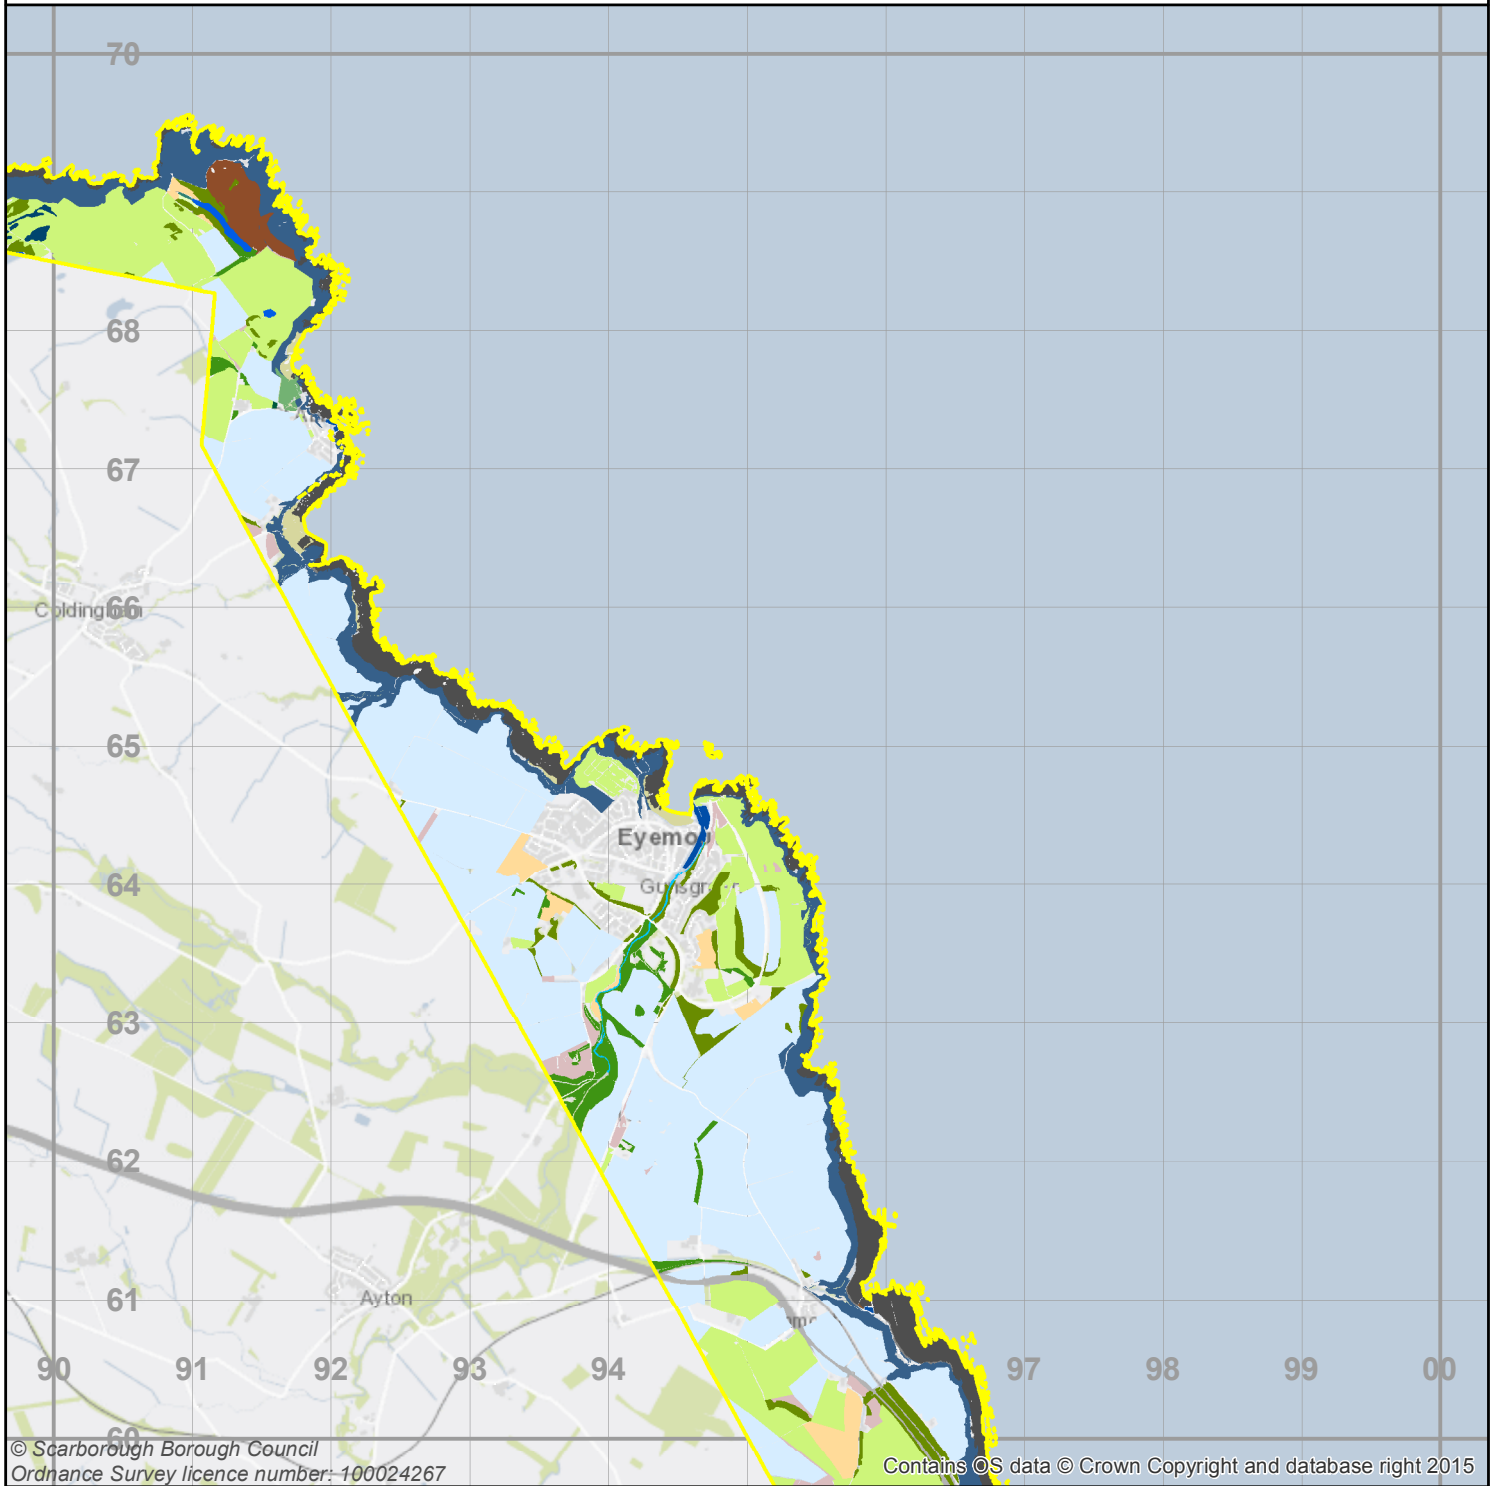 70
68
67
66
Coldingham
65
Eyemou
64
63
62
61
Ayton
90 91 92 93 94 97 98 99 00
60
© Scarborough Borough Council
Ordnance Survey licence number: 100024267
Contains OS data © Crown Copyright and database right 2015